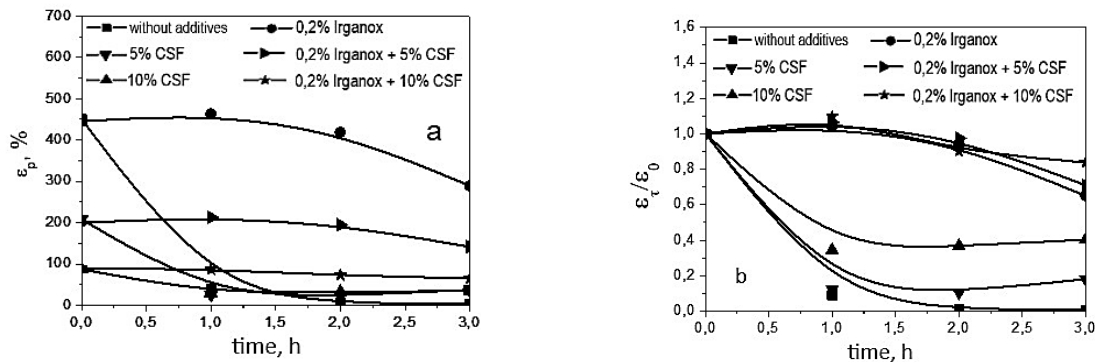 700
without additives 0,2% Irganox
600
5% CSF 0,2% Irganox + 5% CSF
10% CSF 0,2% Irganox + 10% CSF
500
400
300
200
100
0
εp, %
a
0,0 0,5 1,0 1,5 2,0 2,5 3,0
time, h
1,6
without additives 0,2% Irganox
1,4
5% CSF 0,2% Irganox + 5% CSF
10% CSF 0,2% Irganox + 10% CSF
1,2
1,0
0,8
0,6
0,4
0,2
0,0
ετ/ε0
b
0,0 0,5 1,0 1,5 2,0 2,5 3,0
time, h